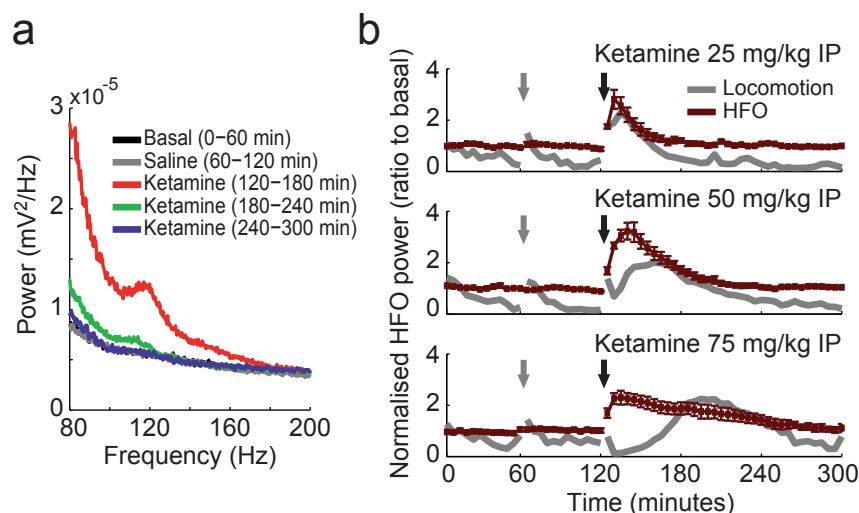 a
×10⁻⁵
3
2
1
0
80
120
160
200
Power (mV²/Hz)
Frequency (Hz)
Basal (0–60 min)
Saline (60–120 min)
Ketamine (120–180 min)
Ketamine (180–240 min)
Ketamine (240–300 min)
b
Normalised HFO power (ratio to basal)
Ketamine 25 mg/kg IP
Locomotion
HFO
4
2
0
Ketamine 50 mg/kg IP
4
2
0
Ketamine 75 mg/kg IP
4
2
0
0
60
120
180
240
300
Time (minutes)